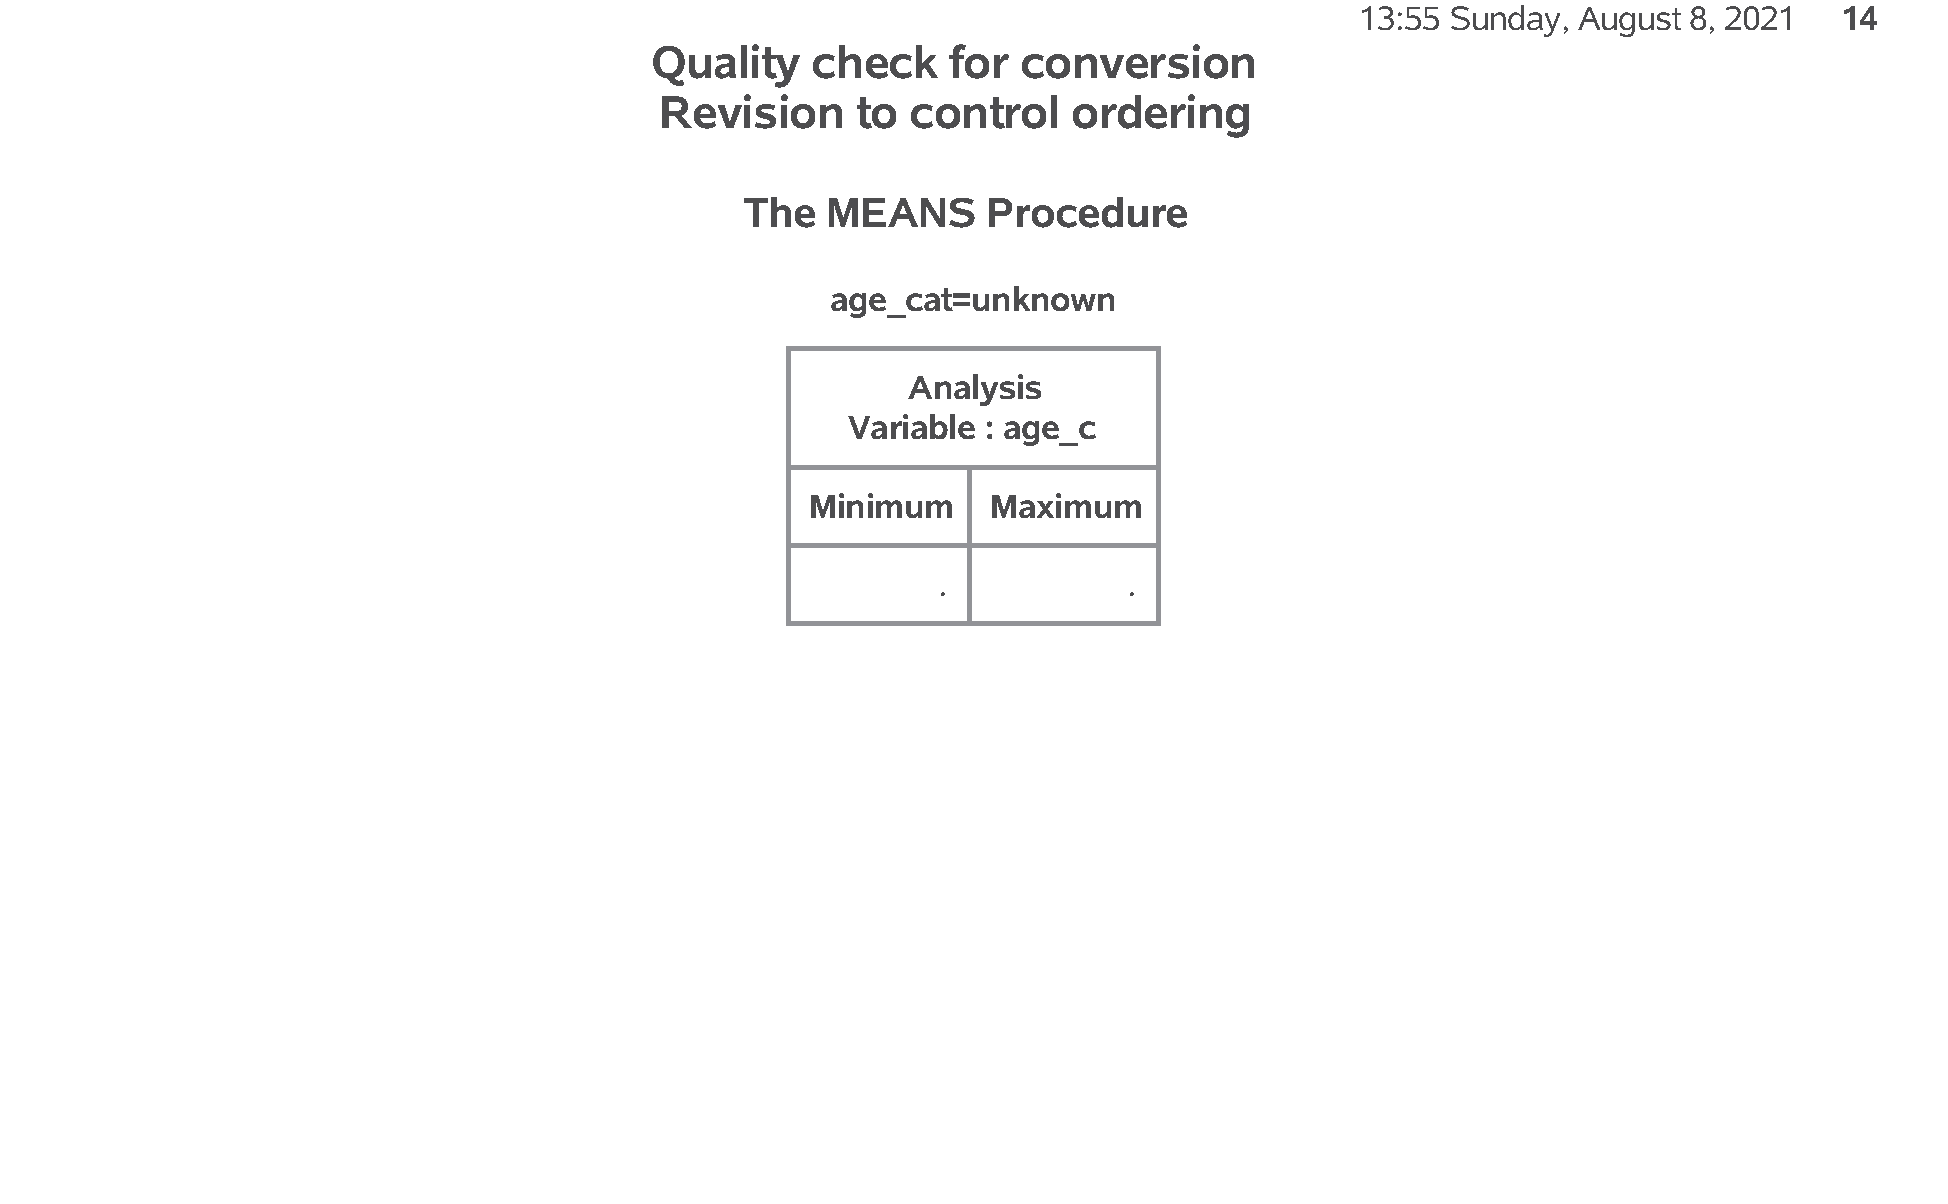 13:55 Sunday, August 8, 2021 14
Quality check for conversion
Revision to control ordering
The MEANS Procedure
age_cat=unknown
Analysis
Variable : age_c
Minimum Maximum
. .